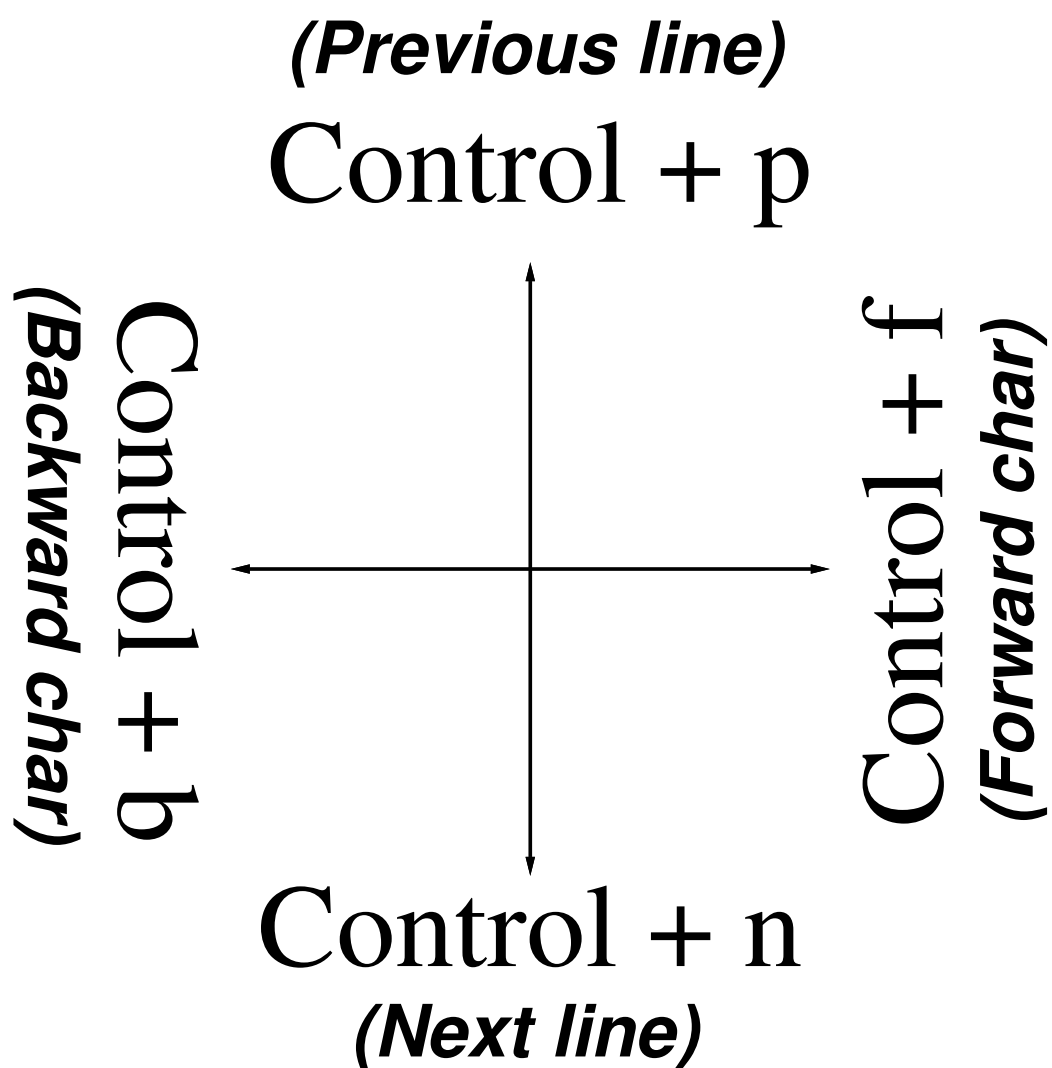 (Previous line)
Control + p
Control + b
(Backward char)
Control + f
(Forward char)
Control + n
(Next line)